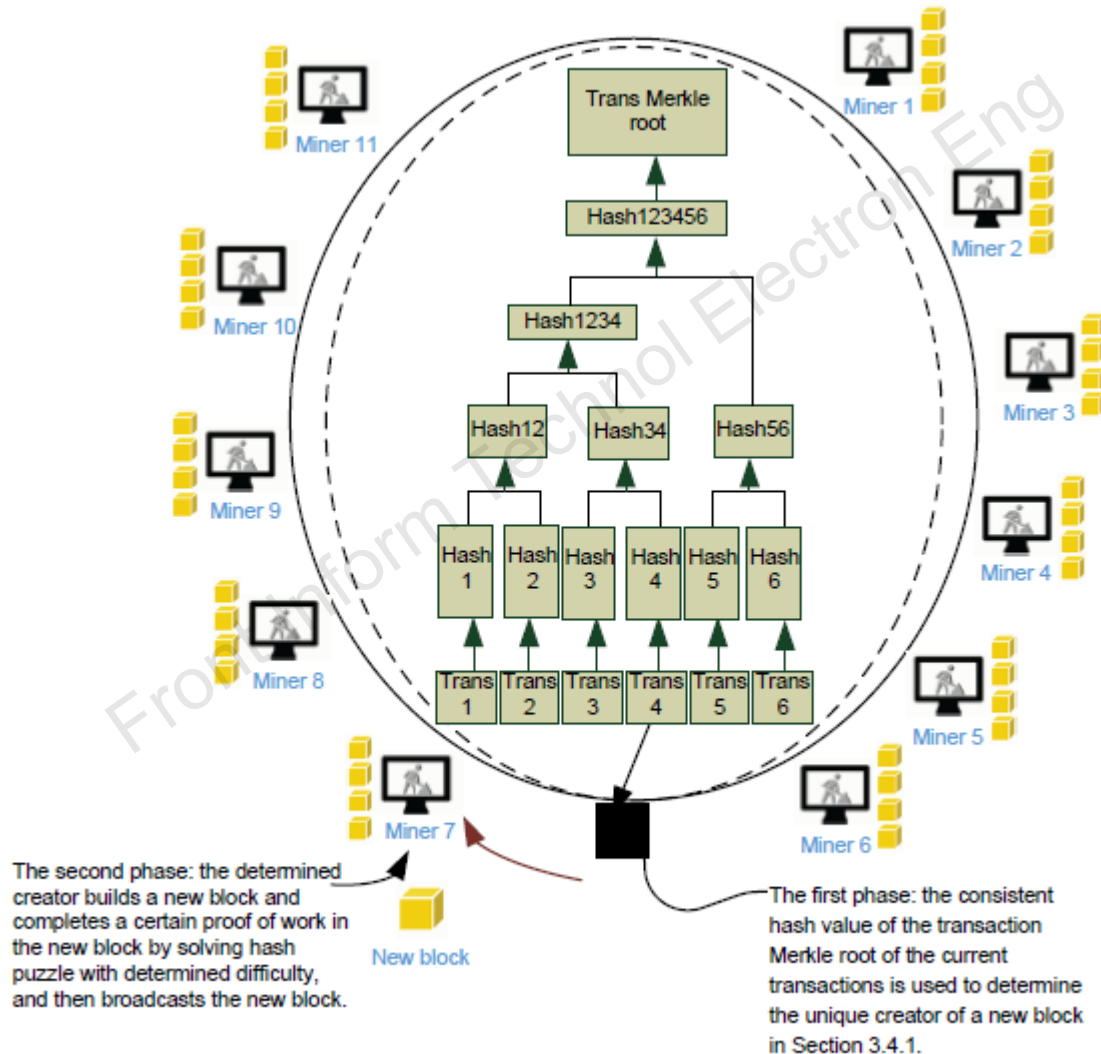 Miner 11
Miner 1
Trans Merkle
root
Hash123456
Miner 2
Miner 10
Hash1234
Miner 3
Hash12
Hash34
Hash56
Miner 9
Hash
1
Hash
2
Hash
3
Hash
4
Hash
5
Hash
6
Miner 4
Miner 8
Trans
1
Trans
2
Trans
3
Trans
4
Trans
5
Trans
6
Miner 5
Miner 7
Miner 6
The second phase: the determined
creator builds a new block and
completes a certain proof of work in
the new block by solving hash
puzzle with determined difficulty,
and then broadcasts the new block.
New block
The first phase: the consistent
hash value of the transaction
Merkle root of the current
transactions is used to determine
the unique creator of a new block
in Section 3.4.1.
Front Inform Technol Electron Eng